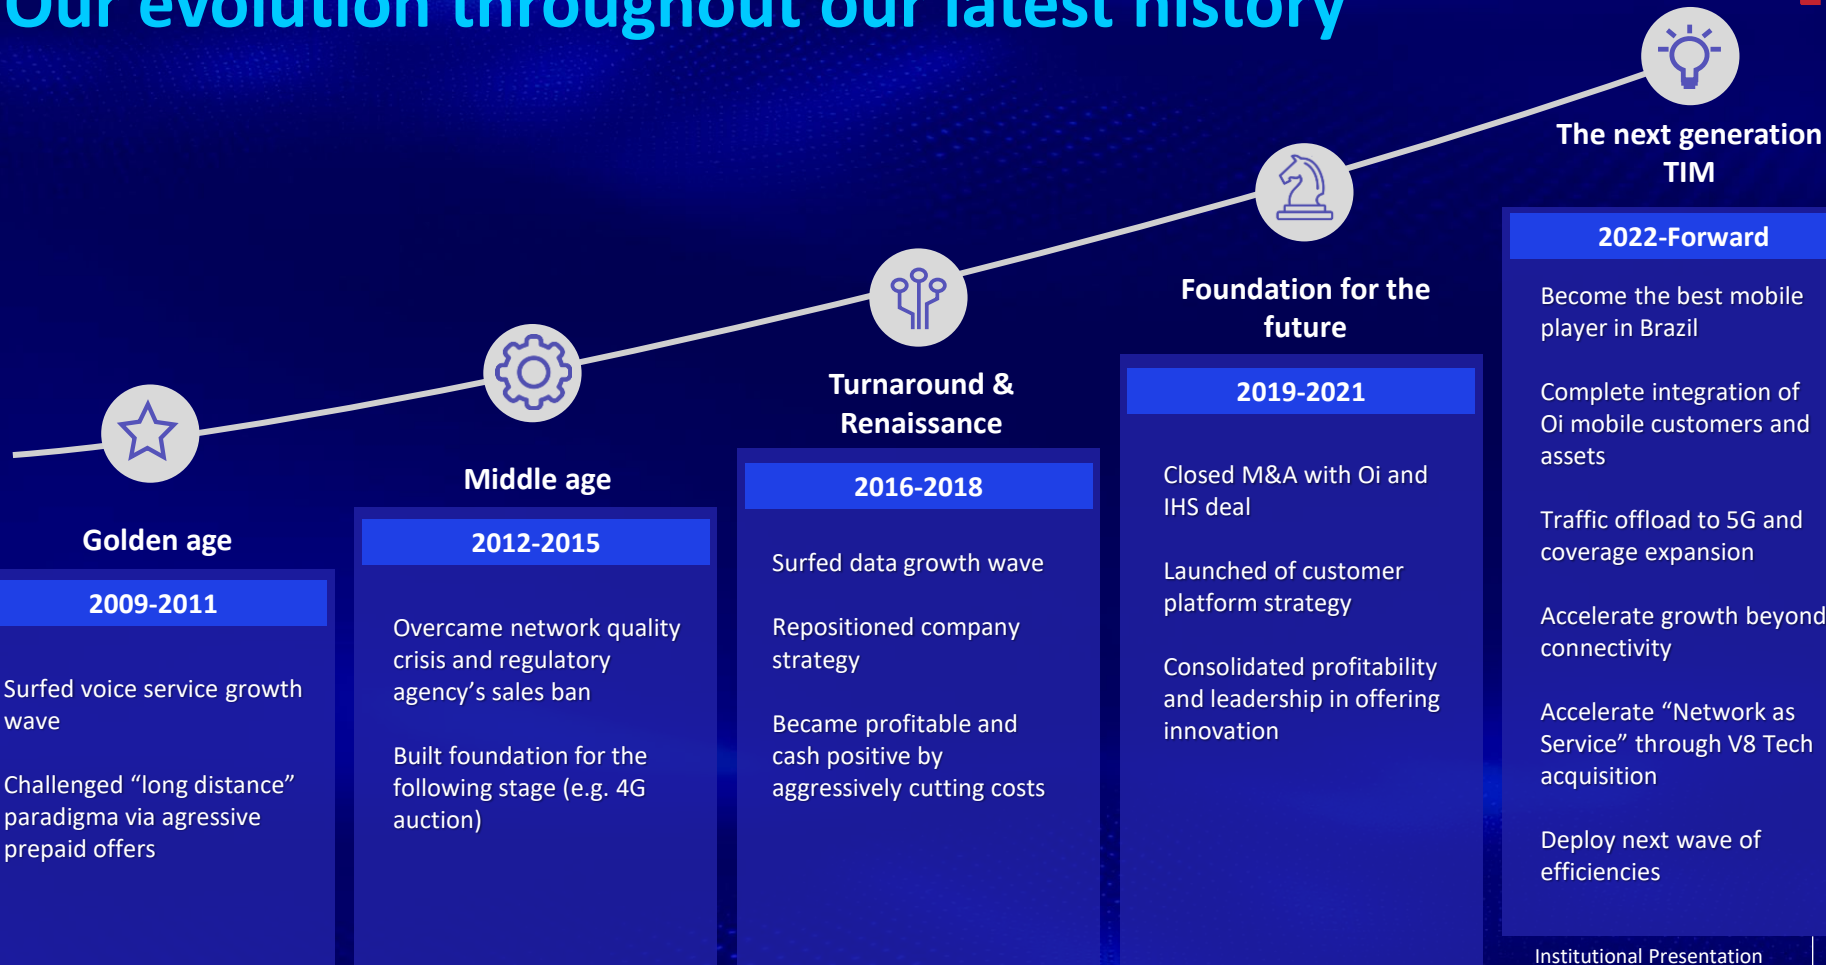 Our evolution throughout our latest history
Golden age
2009-2011
Surfed voice service growth
wave
Challenged “long distance”
paradigma via agressive
prepaid offers
Middle age
2012-2015
Overcame network quality
crisis and regulatory
agency’s sales ban
Built foundation for the
following stage (e.g. 4G
auction)
Turnaround &
Renaissance
2016-2018
Surfed data growth wave
Repositioned company
strategy
Became profitable and
cash positive by
aggressively cutting costs
Foundation for the
future
2019-2021
Closed M&A with Oi and
IHS deal
Launched of customer
platform strategy
Consolidated profitability
and leadership in offering
innovation
The next generation
TIM
2022-Forward
Become the best mobile
player in Brazil
Complete integration of
Oi mobile customers and
assets
Traffic offload to 5G and
coverage expansion
Accelerate growth beyond
connectivity
Accelerate “Network as
Service” through V8 Tech
acquisition
Deploy next wave of
efficiencies
Institutional Presentation